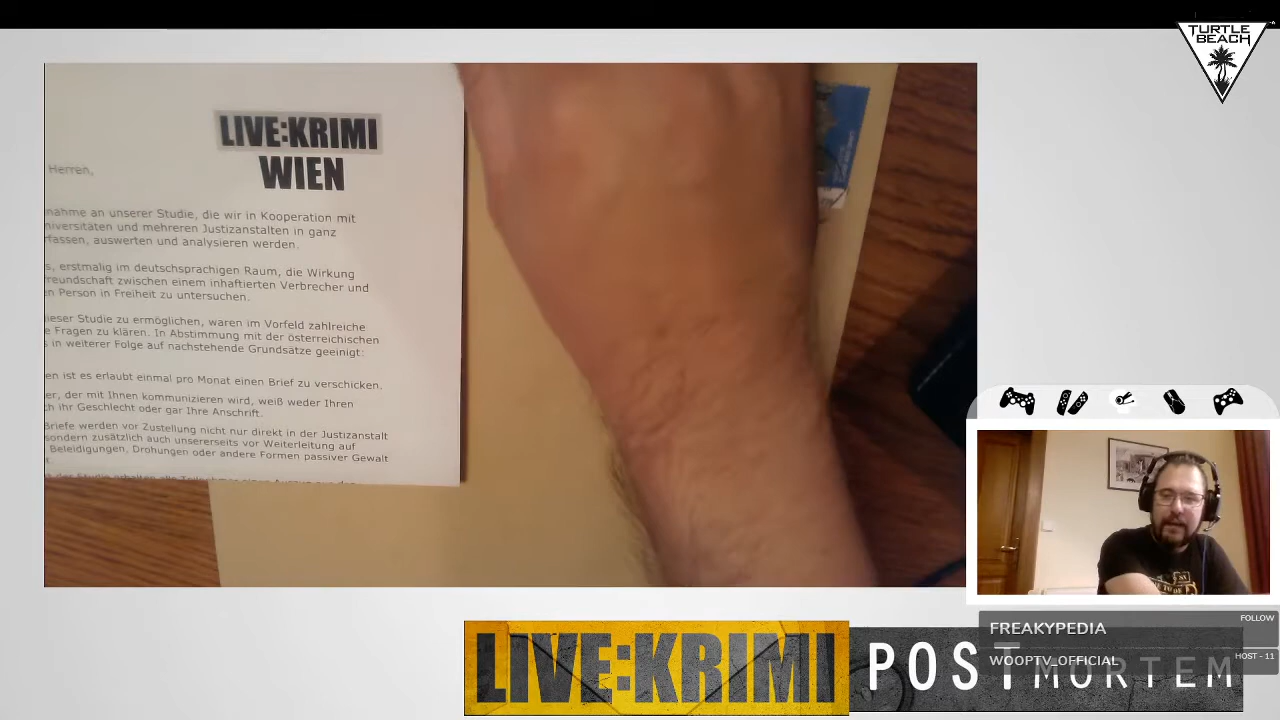 TURTLE
BEACH
LIVE:KRIMI
WIEN
Herren,
nahme an unserer Studie, die wir in Kooperation mit
niversitäten und mehreren Justizanstalten in ganz
rfassen, auswerten und analysieren werden.
s, erstmalig im deutschsprachigen Raum, die Wirkung
reundschaft zwischen einem inhaftierten Verbrecher und
n Person in Freiheit zu untersuchen.
ieser Studie zu ermöglichen, waren im Vorfeld zahlreiche
e Fragen zu klären. In Abstimmung mit der österreichischen
s in weiterer Folge auf nachstehende Grundsätze geeinigt:
en ist es erlaubt einmal pro Monat einen Brief zu verschicken.
er, der mit Ihnen kommunizieren wird, weiß weder Ihren
ch ihr Geschlecht oder gar Ihre Anschrift.
Briefe werden vor Zustellung nicht nur direkt in der Justizanstalt
sondern zusätzlich auch unsererseits vor Weiterleitung auf
Beleidigungen, Drohungen oder andere Formen passiver Gewalt
FOLLOW
FREAKYPEDIA
HOST - 11
WOOPTV_OFFICIAL
LIVE:KRIMI POSTMORTEM